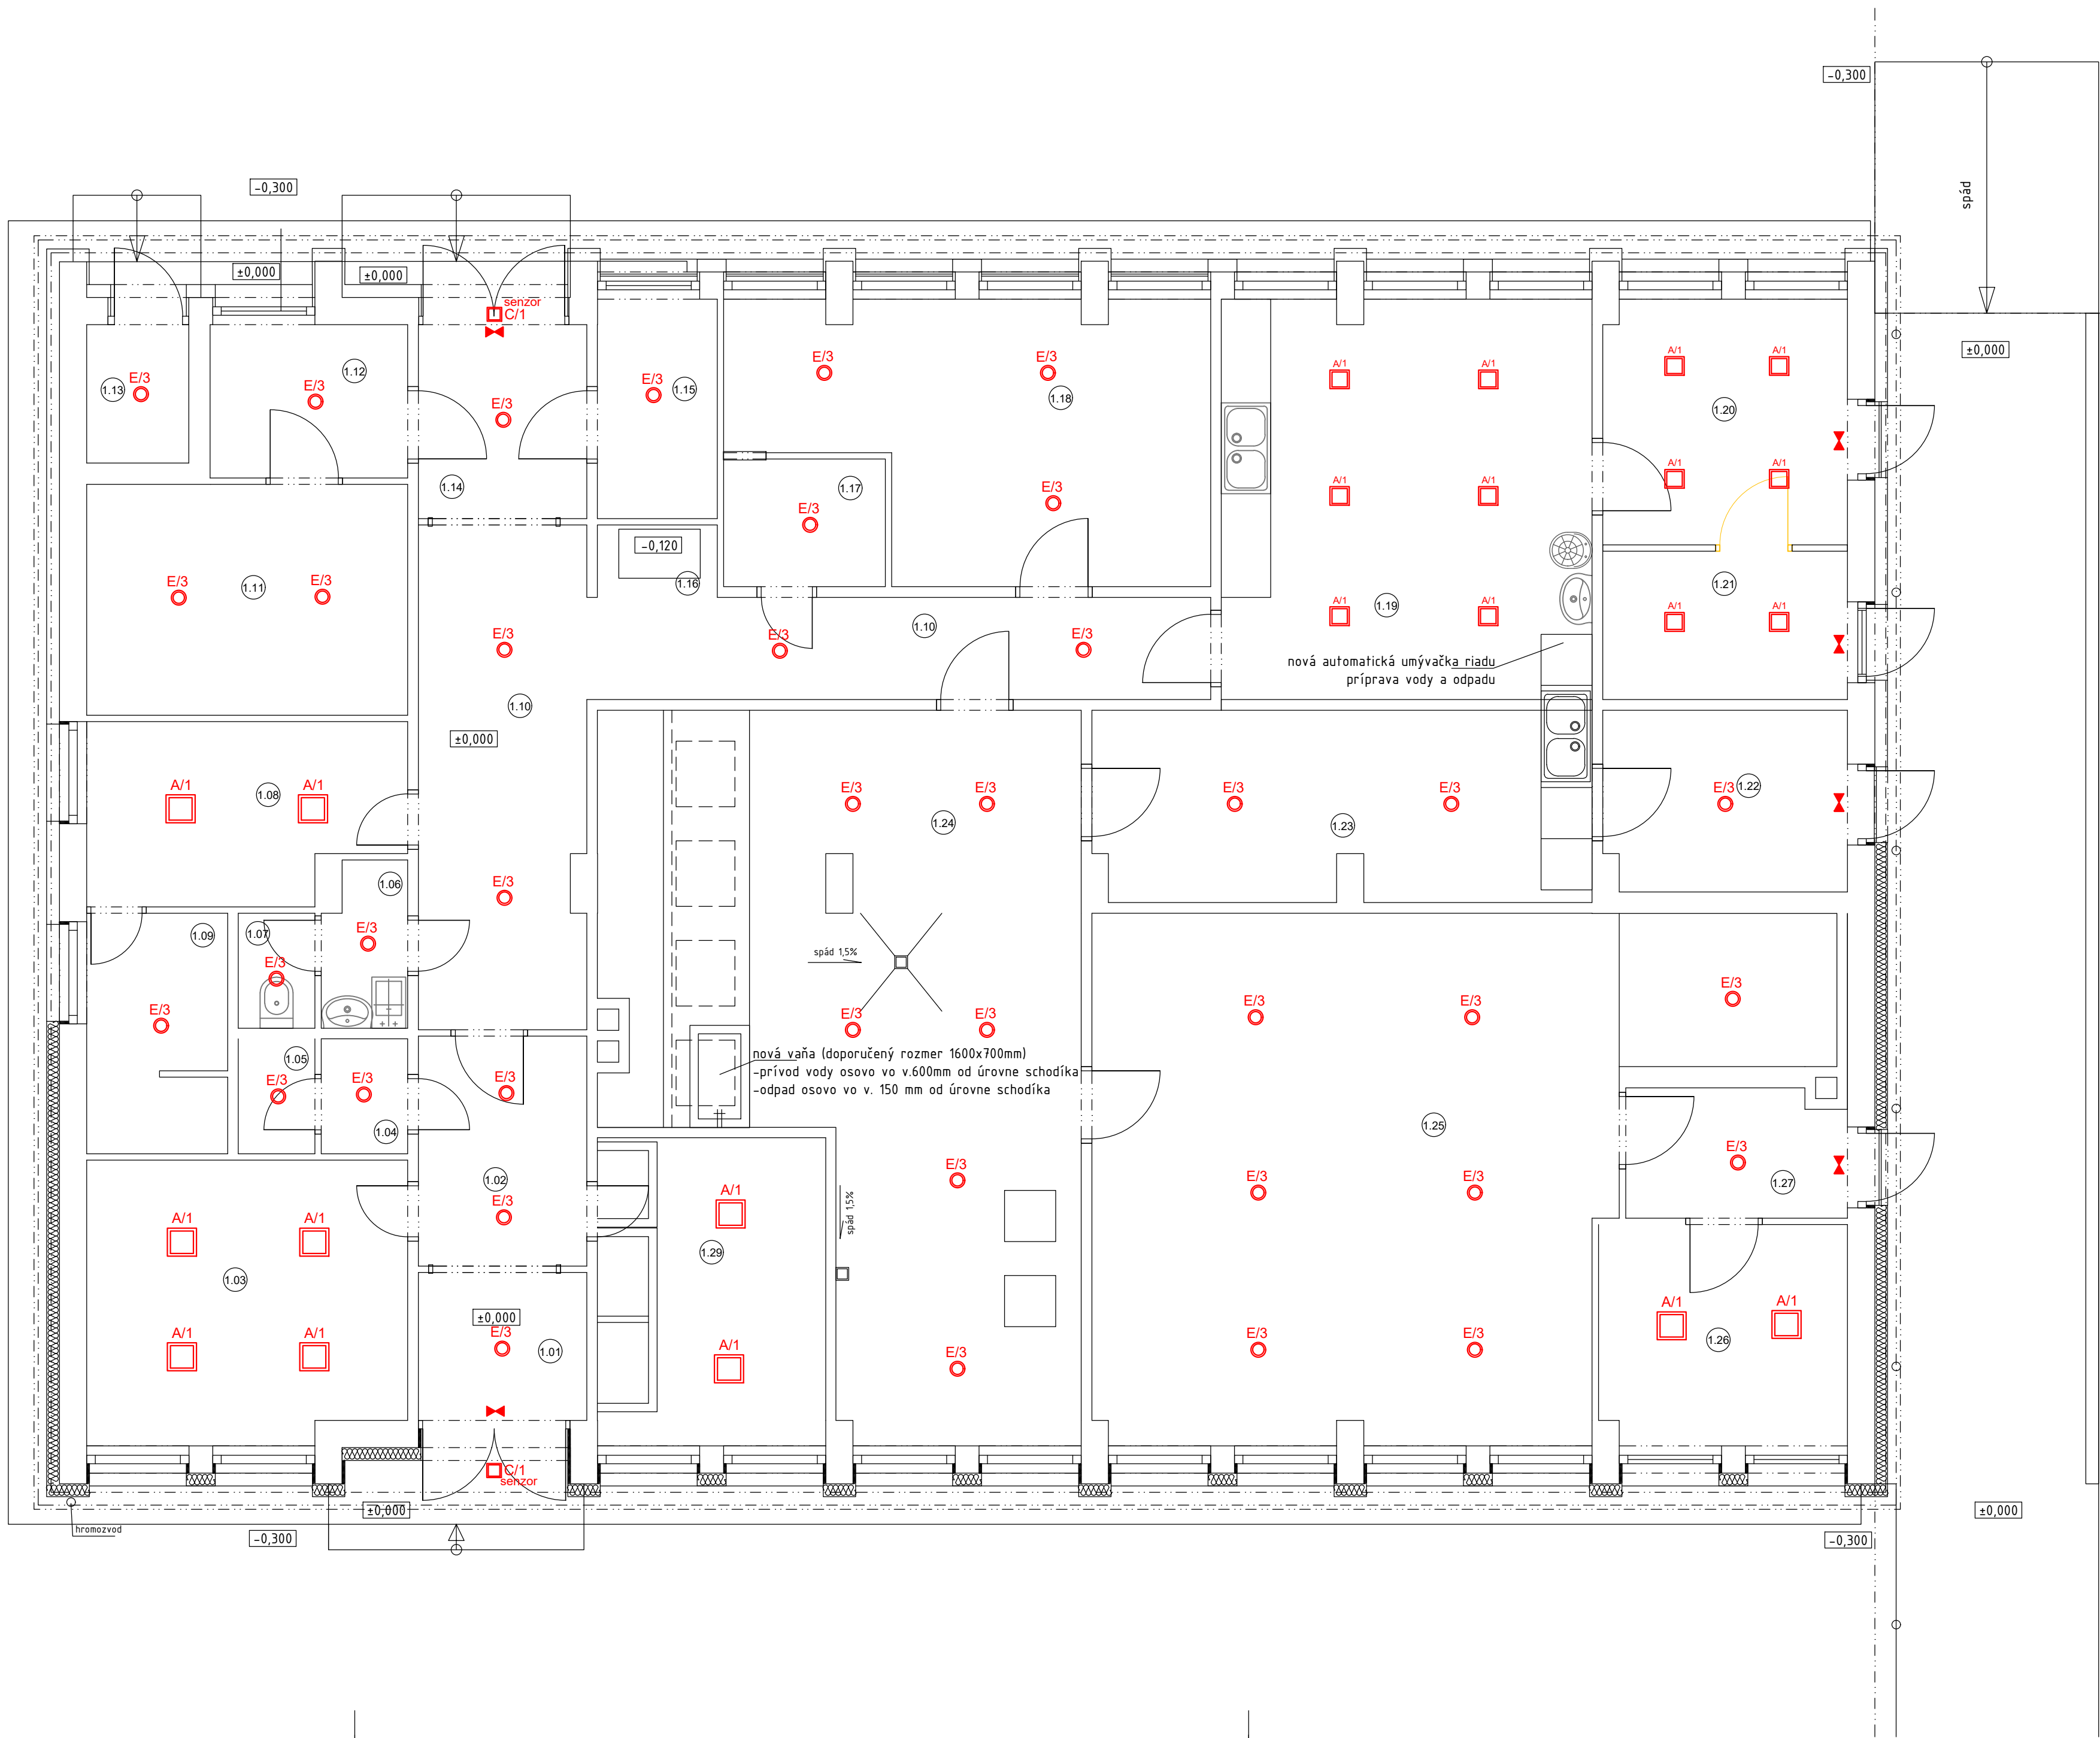 -0,300
spád
-0,300
±0,000
±0,000
senzor
C/1
±0,000
E/3
1.13
E/3
1.12
E/3
1.14
E/3
1.15
E/3
E/3
1.18
E/3
A/1
A/1
A/1
A/1
1.20
A/1
A/1
A/1
A/1
1.17
E/3
-0,120
1.16
E/3
1.11
E/3
E/3
1.10
E/3
E/3
1.10
±0,000
A/1
A/1
1.19
A/1
A/1
1.21
nová automatická umývačka riadu
príprava vody a odpadu
A/1
1.08
A/1
E/3
E/3
1.24
E/3
E/3
1.23
E/3
1.22
1.06
E/3
1.09
1.07
E/3
E/3
E/3
spád 1,5%
E/3
E/3
E/3
E/3
E/3
nová vaňa (doporučený rozmer 1600x700mm)
-prívod vody osovo vo v.600mm od úrovne schodíka
-odpad osovo vo v. 150 mm od úrovne schodíka
1.05
E/3
E/3
1.04
E/3
1.25
E/3
1.27
1.02
E/3
A/1
spád 1,5%
E/3
E/3
E/3
A/1
A/1
1.03
1.29
A/1
A/1
±0,000
E/3
1.01
A/1
E/3
E/3
E/3
A/1
A/1
1.26
C/1
senzor
hromozvod
-0,300
±0,000
-0,300
±0,000